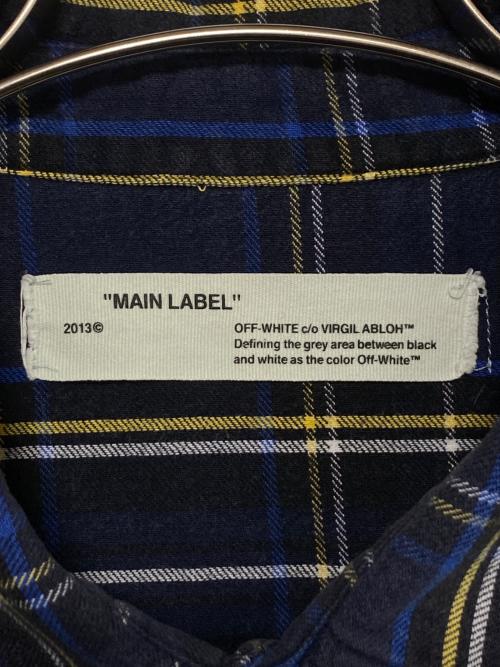 "MAIN LABEL"
2013© OFF-WHITE c/o VIRGIL ABLOH™
Defining the grey area between black
and white as the color Off-White™